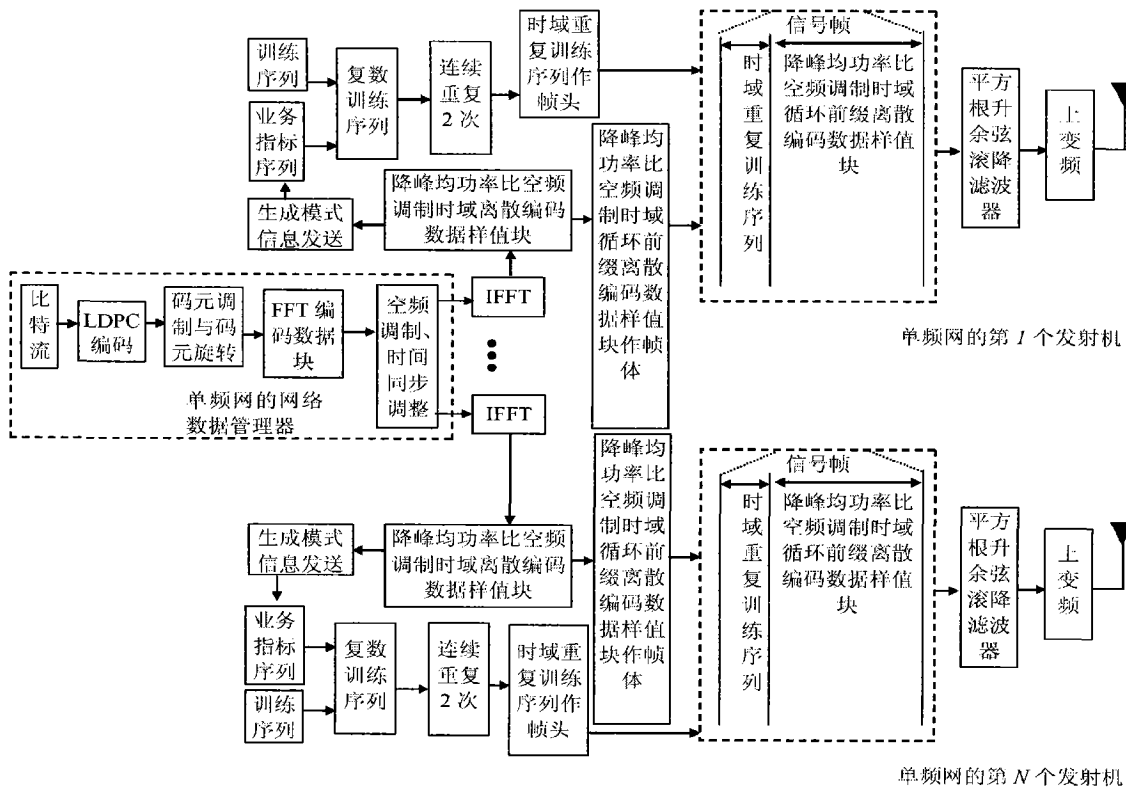 训练
序列
业务
指标
序列
复数
训练
序列
连续
重复
2 次
时域重
复训练
序列作
帧头
生成模式
信息发送
降峰均功率比空频
调制时域离散编码
数据样值块
降峰均
功率比
空频调
制时域
循环前
缀离散
编码数
据样值
块作帧
体
信号帧
时
域
重
复
训
练
序
列
降峰均功率比
空频调制时域
循环前缀离散
编码数据样值
块
平方
根升
余弦
滚降
滤波
器
上
变
频
单频网的第 1 个发射机
比
特
流
LDPC
编码
码元调
制与码
元旋转
FFT 编
码数据
块
空频
调制、
时间
同步
调整
单频网的网络
数据管理器
IFFT
IFFT
生成模式
信息发送
降峰均功率比空频
调制时域离散编码
数据样值块
业务
指标
序列
训练
序列
复数
训练
序列
连续
重复
2 次
时域重
复训练
序列作
帧头
降峰均
功率比
空频调
制时域
循环前
缀离散
编码数
据样值
块作帧
体
信号帧
时
域
重
复
训
练
序
列
降峰均功率比
空频调制时域
循环前缀离散
编码数据样值
块
平方
根升
余弦
滚降
滤波
器
上
变
频
单频网的第 N 个发射机